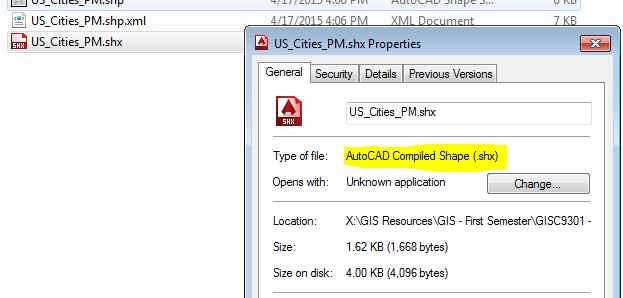 US_Cities_PM.shp 4/17/2015 4:06 PM AutoCAD Shape S... 6 KB
US_Cities_PM.shp.xml 4/17/2015 4:06 PM XML Document 8 KB
US_Cities_PM.shx
SHX
US_Cities_PM.shx Properties
General Security Details Previous Versions
SHX
US_Cities_PM.shx
Type of file: AutoCAD Compiled Shape (.shx)
Opens with: Unknown application Change...
Location: X:\GIS Resources\GIS - First Semester\GISC9301 -
Size: 1.62 KB (1,668 bytes)
Size on disk: 4.00 KB (4,096 bytes)